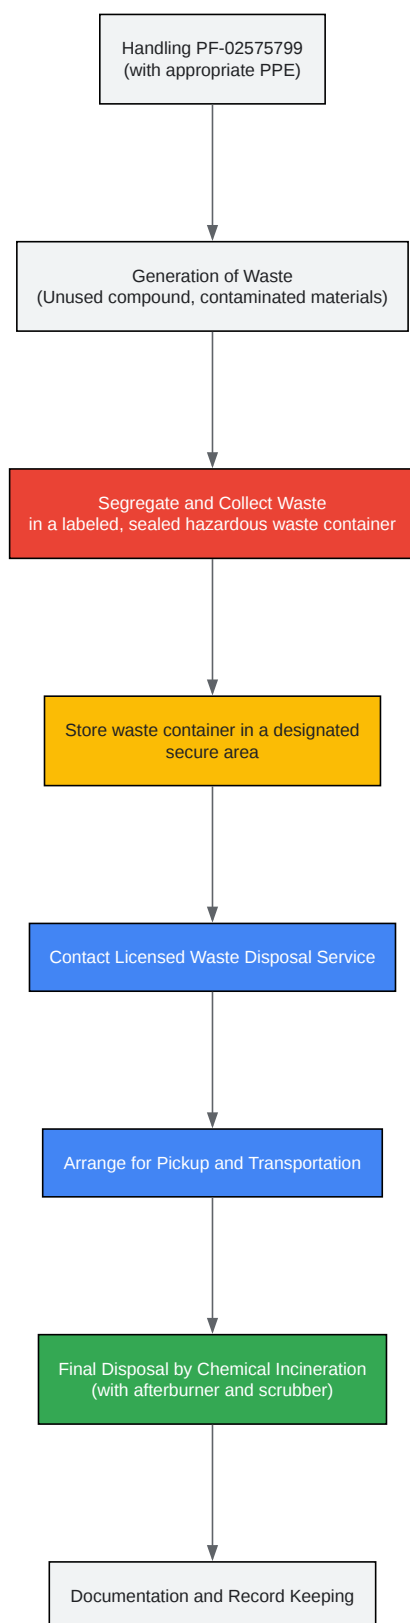 Handling PF-02575799
(with appropriate PPE)
Generation of Waste
(Unused compound, contaminated materials)
Segregate and Collect Waste
in a labeled, sealed hazardous waste container
Store waste container in a designated
secure area
Contact Licensed Waste Disposal Service
Arrange for Pickup and Transportation
Final Disposal by Chemical Incineration
(with afterburner and scrubber)
Documentation and Record Keeping